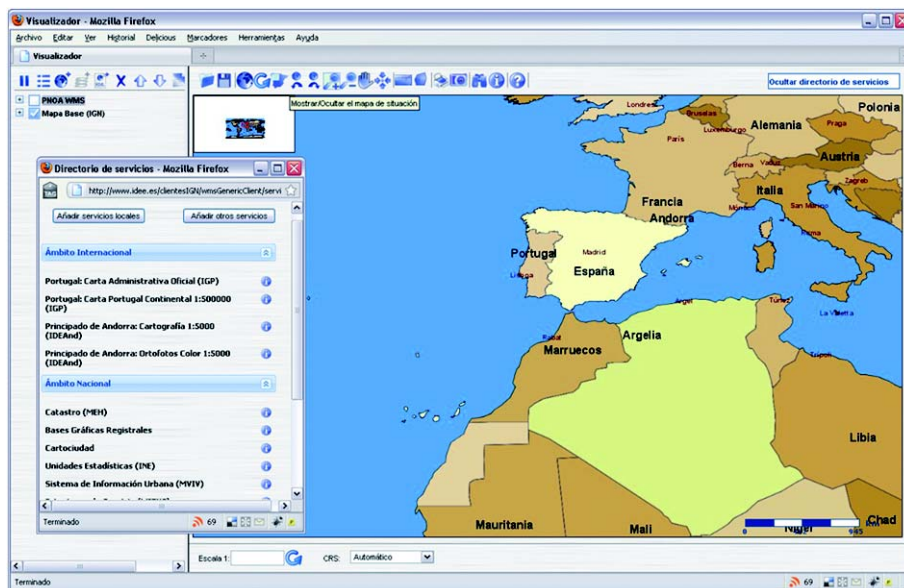 Visualizador - Mozilla Firefox
Archivo Editar Ver Historial Delicious Marcadores Herramientas Ayuda
Visualizador
Ocultar directorio de servicios
Mostrar/Ocultar el mapa de situación
PNOA WMS
Mapa Base (IGN)
Directorio de servicios - Mozilla Firefox
http://www.idee.es/clientesIGN/wmsGenericClient/servi
Añadir servicios locales
Añadir otros servicios
Ámbito Internacional
Portugal: Carta Administrativa Oficial (IGP)
Portugal: Carta Portugal Continental 1:500000
(IGP)
Principado de Andorra: Cartografía 1:5000
(IDEAnd)
Principado de Andorra: Ortofotos Color 1:5000
(IDEAnd)
Ámbito Nacional
Catastro (MEH)
Bases Gráficas Registrales
Cartociudad
Unidades Estadísticas (INE)
Sistema de Información Urbana (MVIV)
Terminado
69
Londres
Polonia
Bruselas
Praga
Luxemburgo
Alemania
París
Austria
Berna
Vaduz
Zagreb
Italia
Francia
San Marino
Mónaco
Andorra
Roma
Portugal
Madrid
Lisboa
España
Argel
Túnez
La Valetta
Rabat
Argelia
Marruecos
Trípoli
Libia
Mauritania
Mali
Niger
Chad
0
Escala 1:
CRS:
Automático
Terminado
69